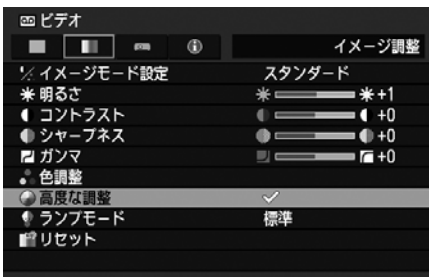 ビデオ
イメージ調整
イメージモード設定 スタンダード
明るさ +1
コントラスト +0
シャープネス +0
ガンマ +0
色調整
高度な調整
ランプモード 標準
リセット